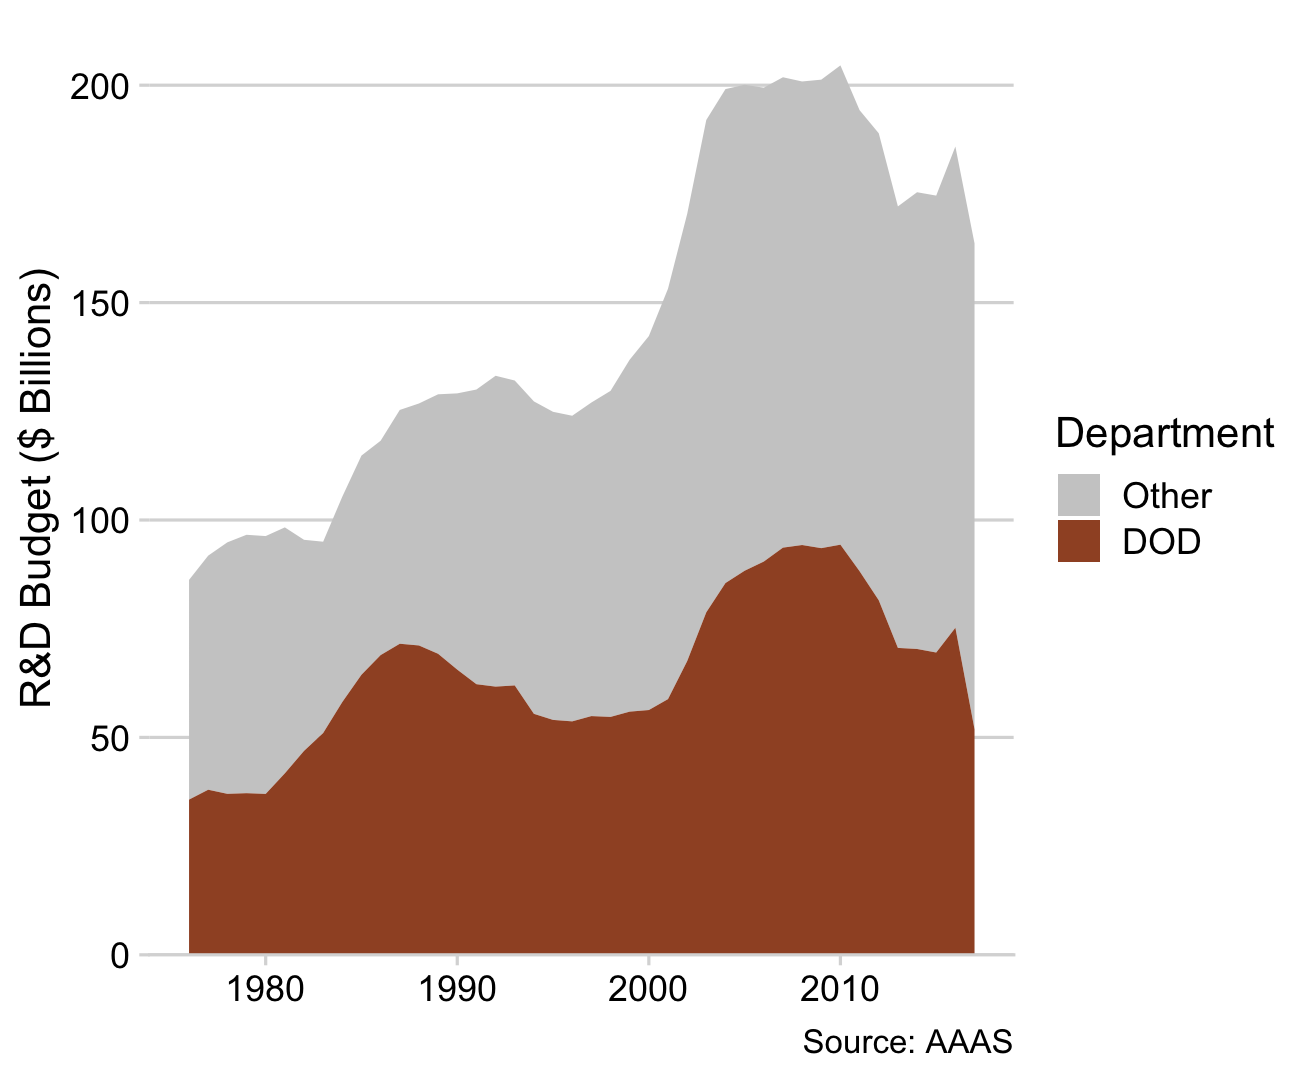 R&D Budget ($ Billions)
200
150
100
50
0
1980 1990 2000 2010
Department
Other
DOD
Source: AAAS